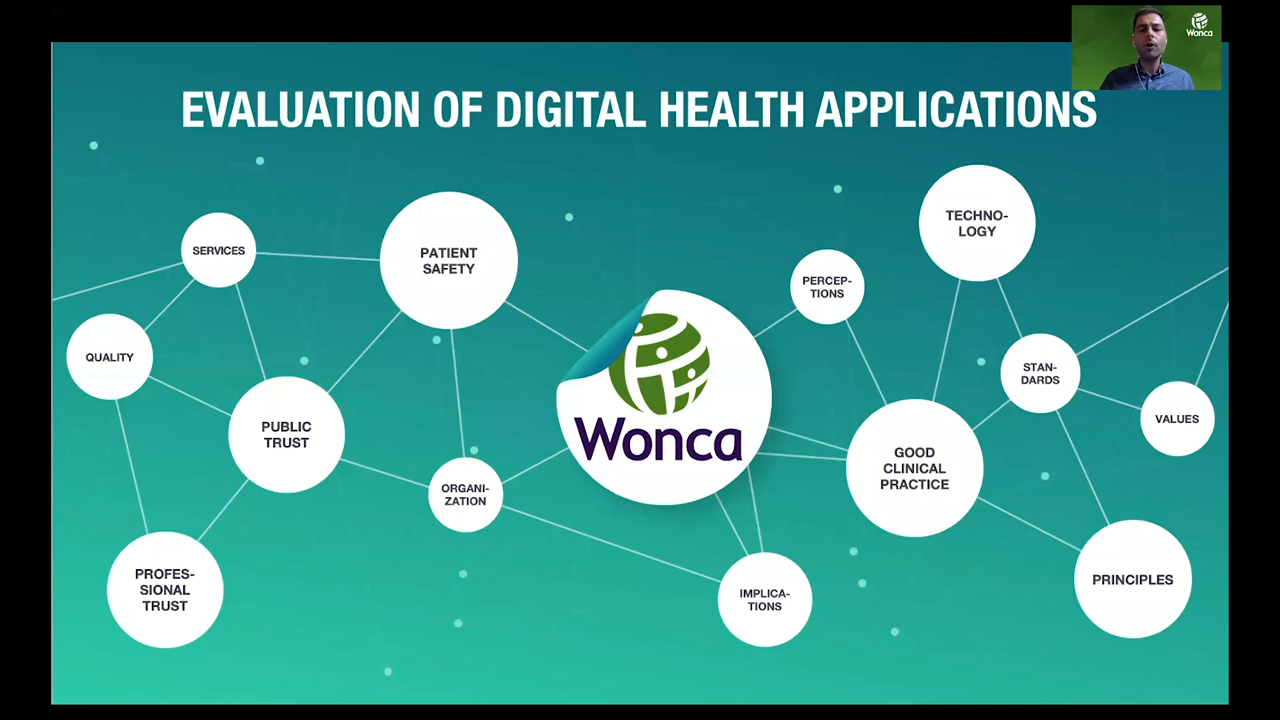 Wonca
EVALUATION OF DIGITAL HEALTH APPLICATIONS
SERVICES
PATIENT
SAFETY
QUALITY
PUBLIC
TRUST
ORGANI-
ZATION
PROFES-
SIONAL
TRUST
Wonca
PERCEP-
TIONS
TECHNO-
LOGY
STAN-
DARDS
VALUES
GOOD
CLINICAL
PRACTICE
IMPLICA-
TIONS
PRINCIPLES